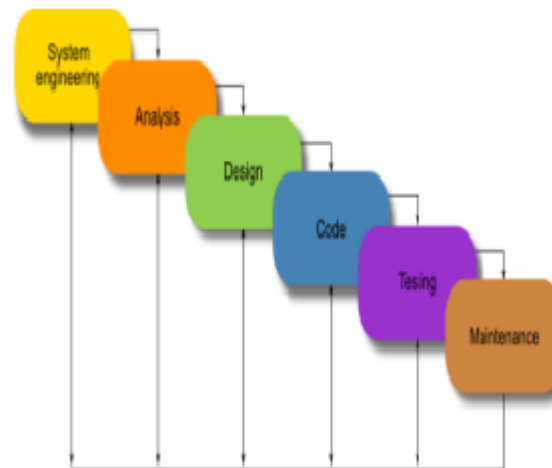 System
engineering
Analysis
Design
Code
Tesing
Maintenance